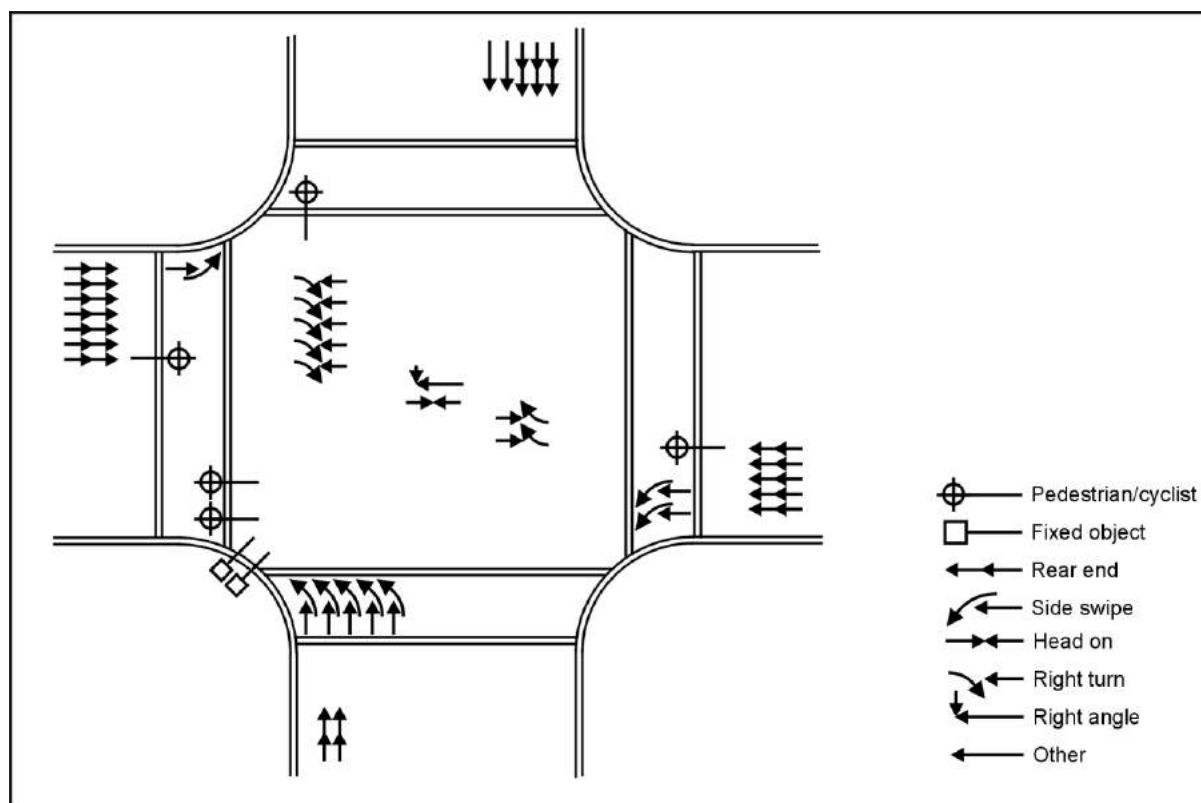 Pedestrian/cyclist
Fixed object
Rear end
Side swipe
Head on
Right turn
Right angle
Other